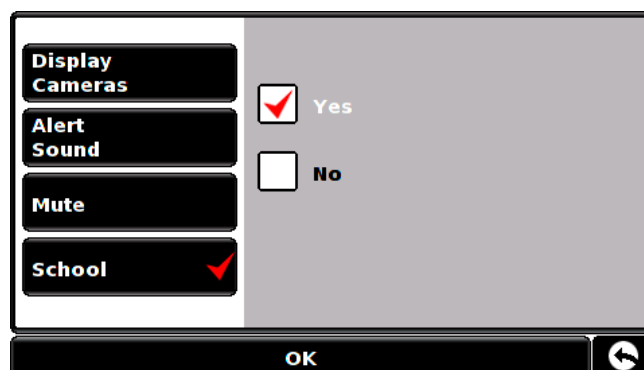 Display
Cameras
Alert
Sound
Mute
School
Yes
No
OK